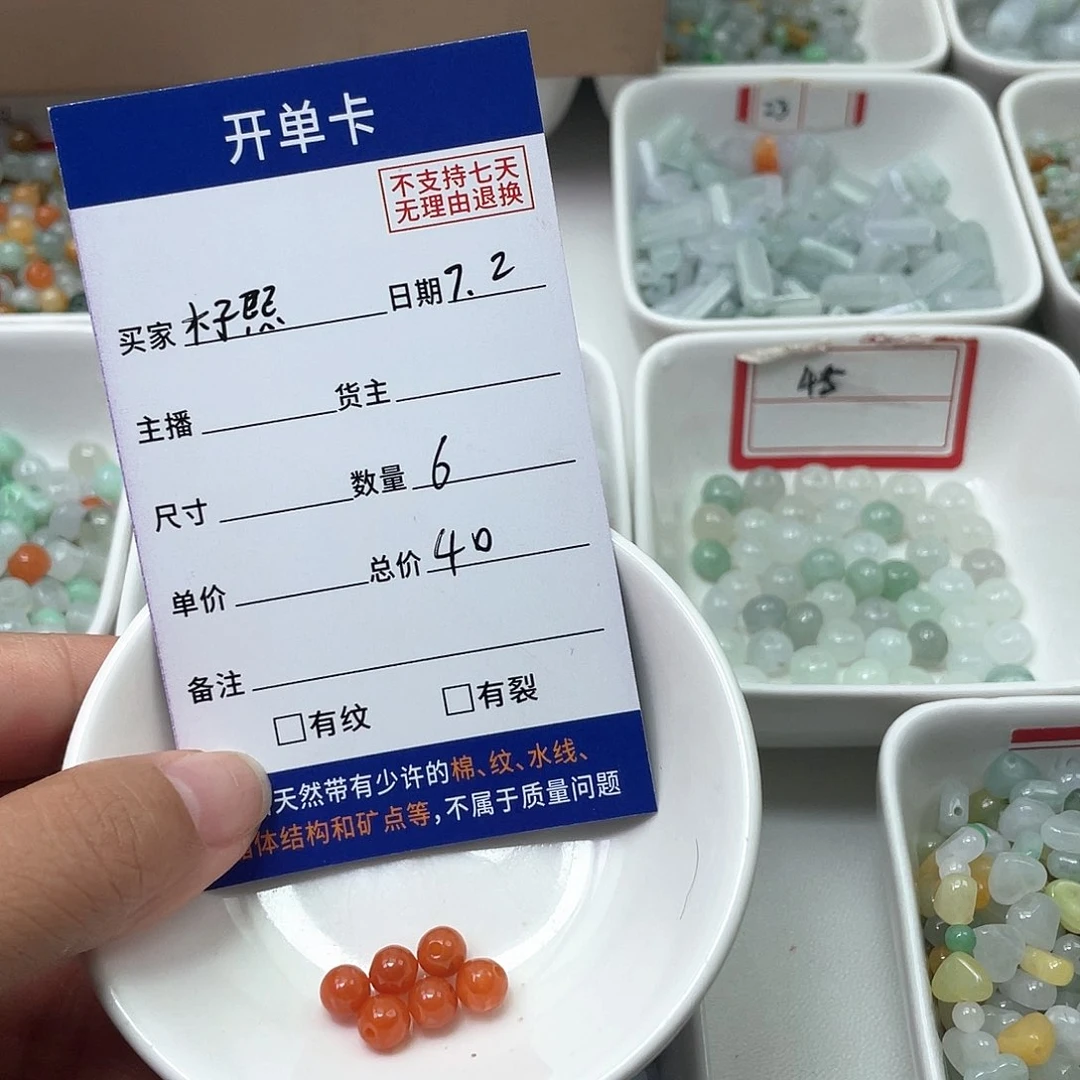 开单卡
不支持七天
无理由退换
买家 日期 7.2
主播 货主
尺寸 数量 6
单价 总价 40
备注
□有纹 □有裂
天然带有少许的棉、纹、水线、
体结构和矿点等,不属于质量问题
23
45